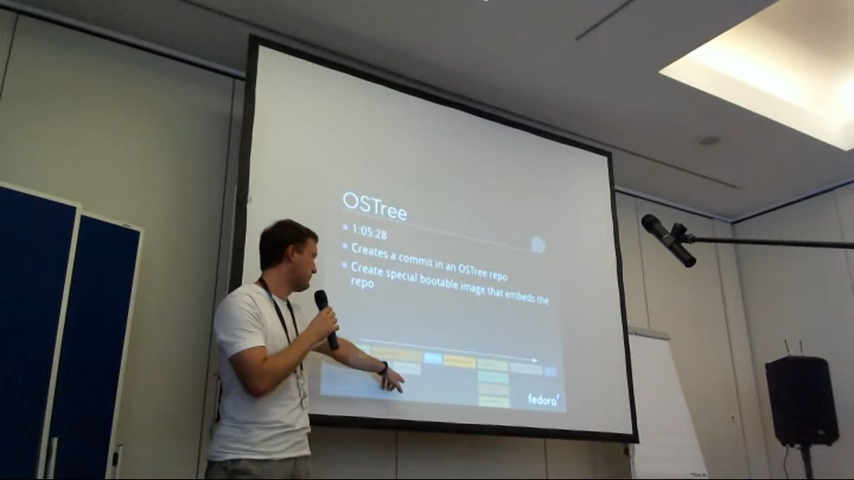 OSTree
1:05:28
Creates a commit in an OSTree repo
Create special bootable image that embeds the
repo
fedora